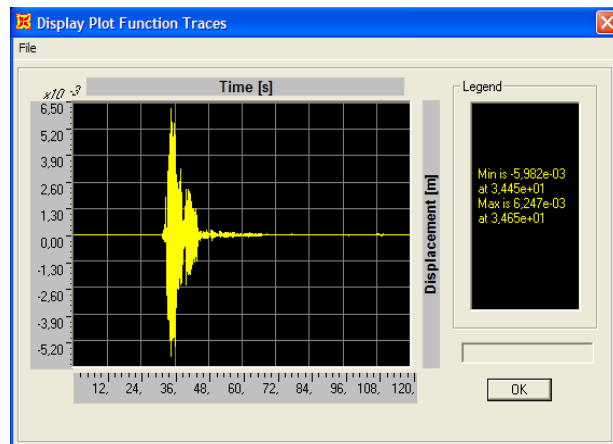 Display Plot Function Traces
File
Time [s]
x10 -3
6,50
5,20
3,90
2,60
1,30
0,00
-1,30
-2,60
-3,90
-5,20
12, 24, 36, 48, 60, 72, 84, 96, 108, 120,
Displacement [m]
Legend
Min is -5,982e-03
at 3,445e+01
Max is 6,247e-03
at 3,465e+01
OK